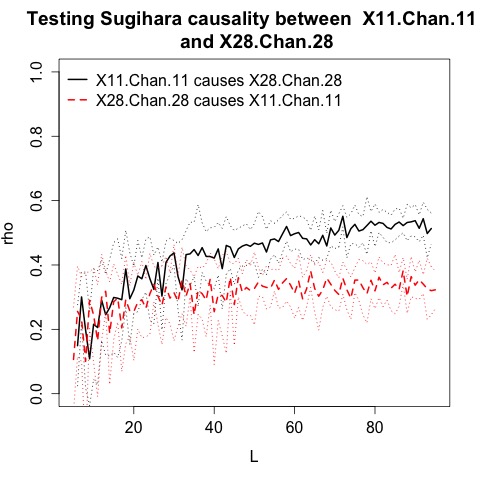 Testing Sugihara causality between  X11.Chan.11
and X28.Chan.28
X11.Chan.11 causes X28.Chan.28
X28.Chan.28 causes X11.Chan.11
1.0
0.8
0.6
0.4
0.2
0.0
rho
20 40 60 80
L